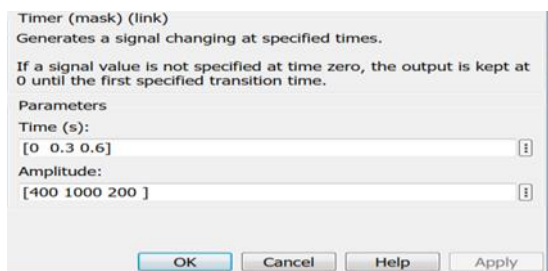 Timer (mask) (link)
Generates a signal changing at specified times.
If a signal value is not specified at time zero, the output is kept at
0 until the first specified transition time.
Parameters
Time (s):
[0  0.3 0.6]
Amplitude:
[400 1000 200 ]
OK Cancel Help Apply